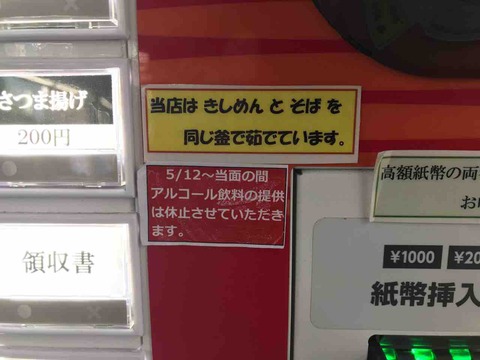 さつま揚げ
200円
当店は きしめん と そば を
同じ釜で茹でています。
5/12～当面の間
アルコール飲料の提供
は休止させていただき
ます。
高額紙幣の両
領収書
¥1000
紙幣挿入